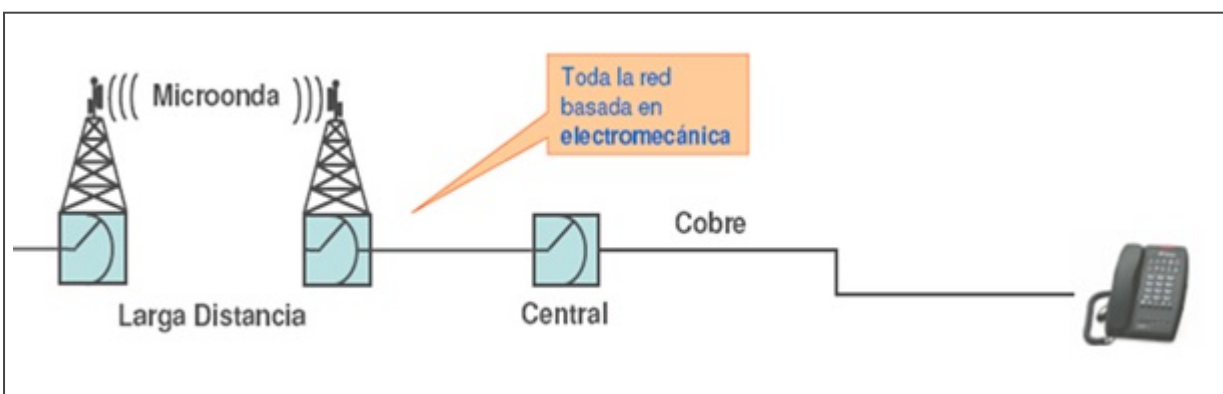 Microonda
Toda la red
basada en
electromecánica
Cobre
Larga Distancia
Central